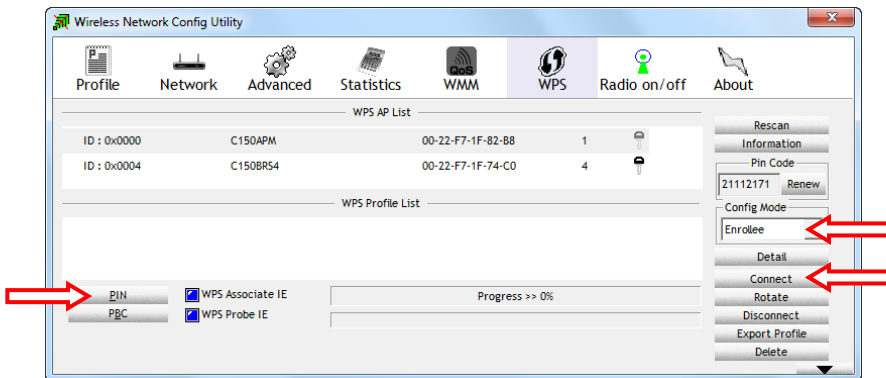 Wireless Network Config Utility
Profile Network Advanced Statistics QoS WMM WPS Radio on/off About
WPS AP List
ID : 0x0000 C150APM 00-22-F7-1F-82-B8 1
ID : 0x0004 C150BRS4 00-22-F7-1F-74-C0 4
WPS Profile List
Rescan
Information
Pin Code
21112171 Renew
Config Mode
Enrollee
Detail
Connect
Rotate
Disconnect
Export Profile
Delete
PIN WPS Associate IE Progress >> 0%
PBC WPS Probe IE